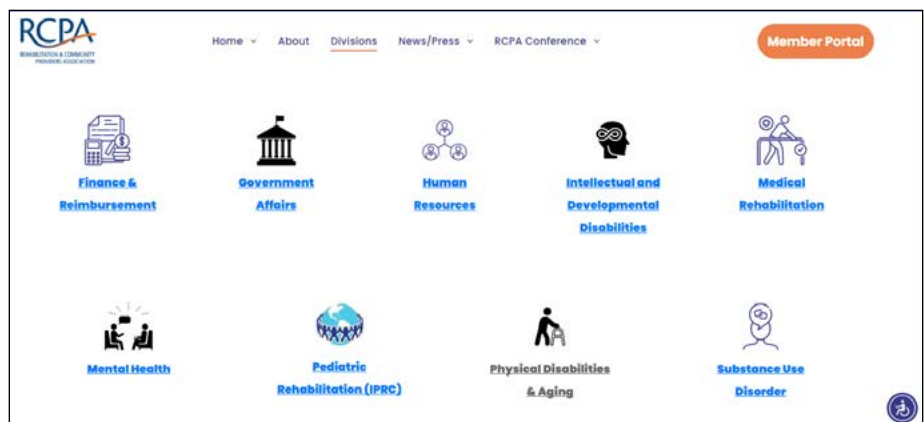 RCPA
REHABILITATION & COMMUNITY
PROVIDERS ASSOCIATION
Home About Divisions News/Press RCPA Conference Member Portal
Finance &
Reimbursement
Government
Affairs
Human
Resources
Intellectual and
Developmental
Disabilities
Medical
Rehabilitation
Mental Health
Pediatric
Rehabilitation (IPRC)
Physical Disabilities
& Aging
Substance Use
Disorder